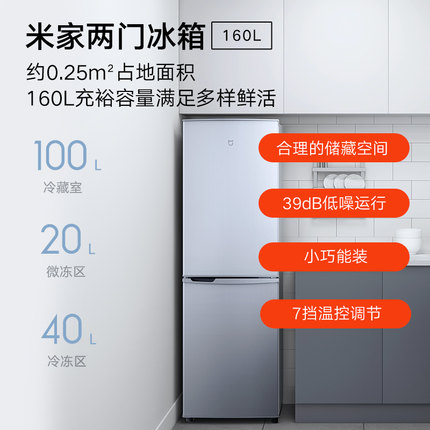 米家两门冰箱 160L
约0.25m²占地面积
160L充裕容量满足多样鲜活
100 L
冷藏室
20 L
微冻区
40 L
冷冻区
合理的储藏空间
39dB低噪运行
小巧能装
7挡温控调节